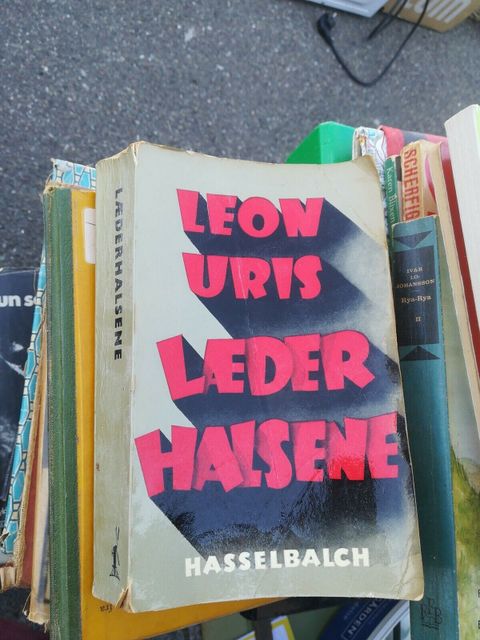 LEON
URIS
LÆDER
HALSENE
HASSELBALCH
LÆDERHALSENE
SCHERFIG
IVAR
LO-
JOHANSSON
Rya-Rya
II